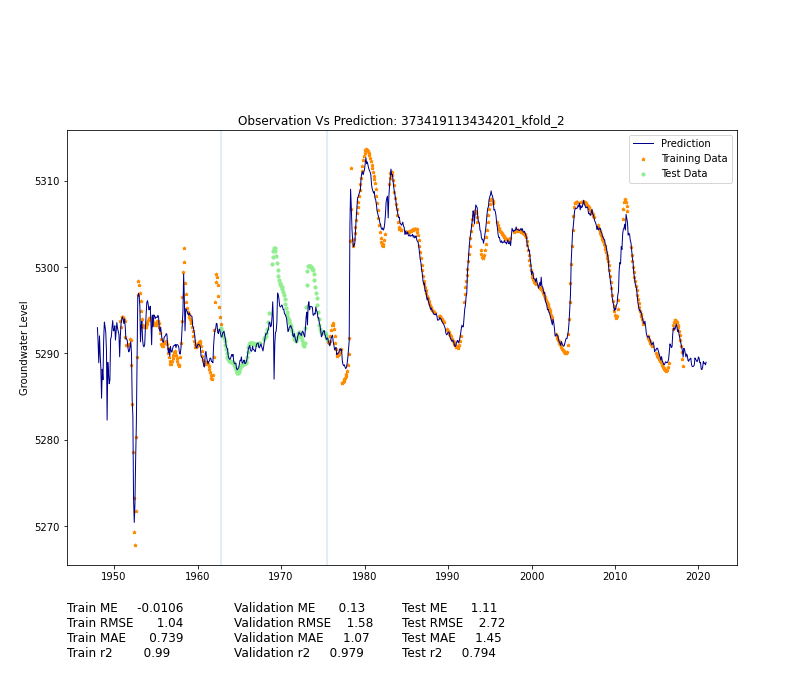 Observation Vs Prediction: 373419113434201_kfold_2
Prediction
Training Data
Test Data
Groundwater Level
5310
5300
5290
5280
5270
1950 1960 1970 1980 1990 2000 2010 2020
Train ME -0.0106 Validation ME 0.13 Test ME 1.11
Train RMSE 1.04 Validation RMSE 1.58 Test RMSE 2.72
Train MAE 0.739 Validation MAE 1.07 Test MAE 1.45
Train r2 0.99 Validation r2 0.979 Test r2 0.794